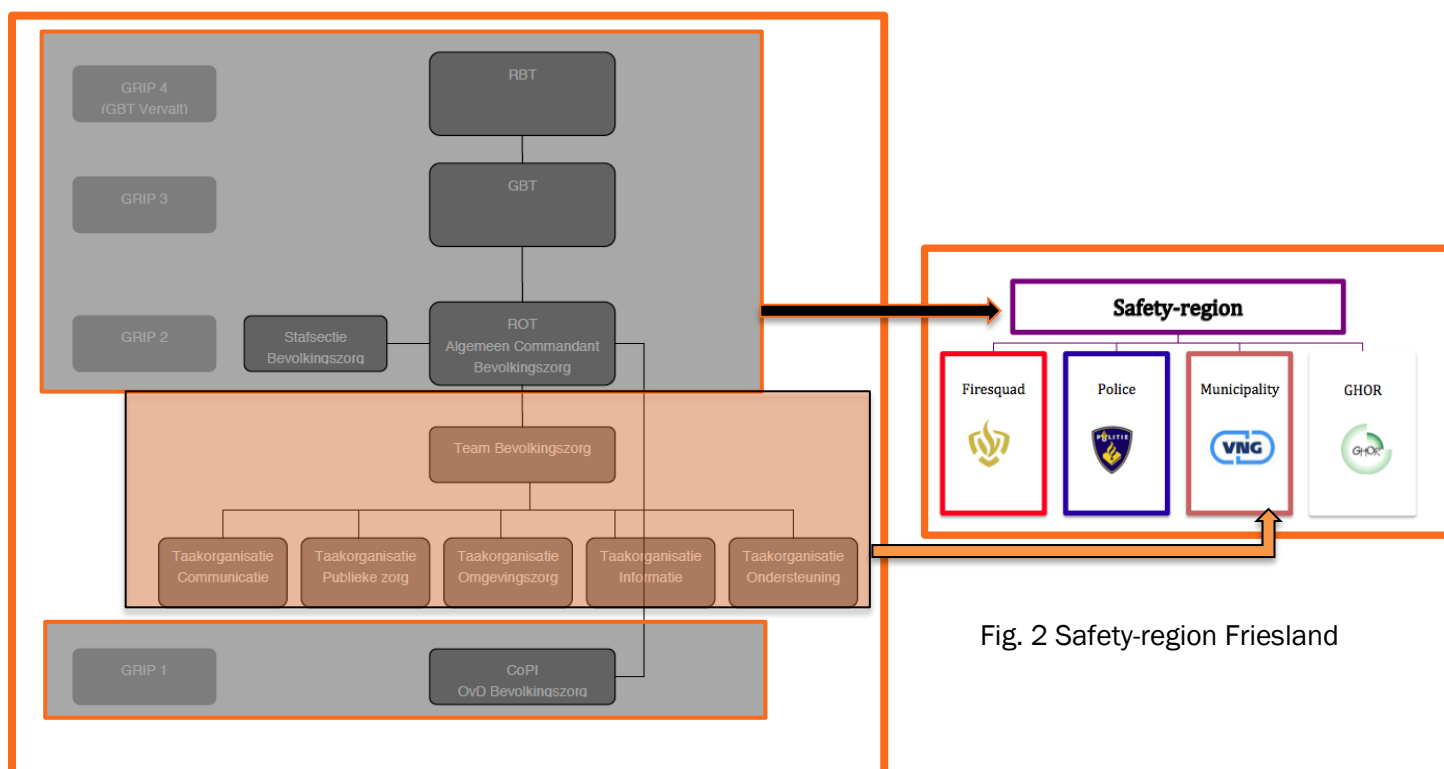 GRIP 4
(GBT Vervalt)
RBT
GRIP 3
GBT
GRIP 2
Stafsectie
Bevolkingszorg
ROT
Algemeen Commandant
Bevolkingszorg
Team Bevolkingszorg
Taakorganisatie
Communicatie
Taakorganisatie
Publieke zorg
Taakorganisatie
Omgevingszorg
Taakorganisatie
Informatie
Taakorganisatie
Ondersteuning
GRIP 1
CoPI
OvD Bevolkingszorg
Safety-region
Firesquad
Police
POLITIE
Municipality
VNG
GHOR
GHOR
Fig. 2 Safety-region Friesland